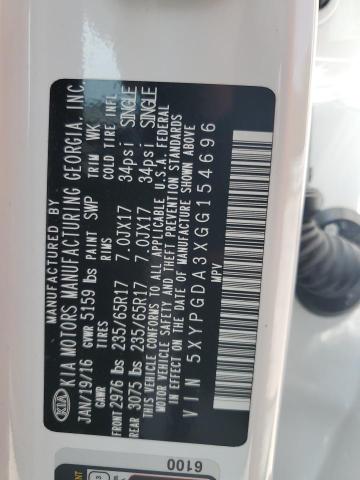 MANUFACTURED BY
KIA KIA MOTORS MANUFACTURING GEORGIA, INC.
JAN/19/16 GVWR 5159 lbs PAINT SWP TRIM WK
GAWR TIRES RIMS COLD TIRE INFL.
FRONT 2976 lbs 235/65R17 7.0JX17 34psi SINGLE
REAR 3075 lbs 235/65R17 7.0JX17 34psi SINGLE
THIS VEHICLE CONFORMS TO ALL APPLICABLE U.S.A. FEDERAL
MOTOR VEHICLE SAFETY AND THEFT PREVENTION STANDARDS
IN EFFECT ON THE DATE OF MANUFACTURE SHOWN ABOVE
VIN 5XYPGDA3XGG154696
MPV
6100